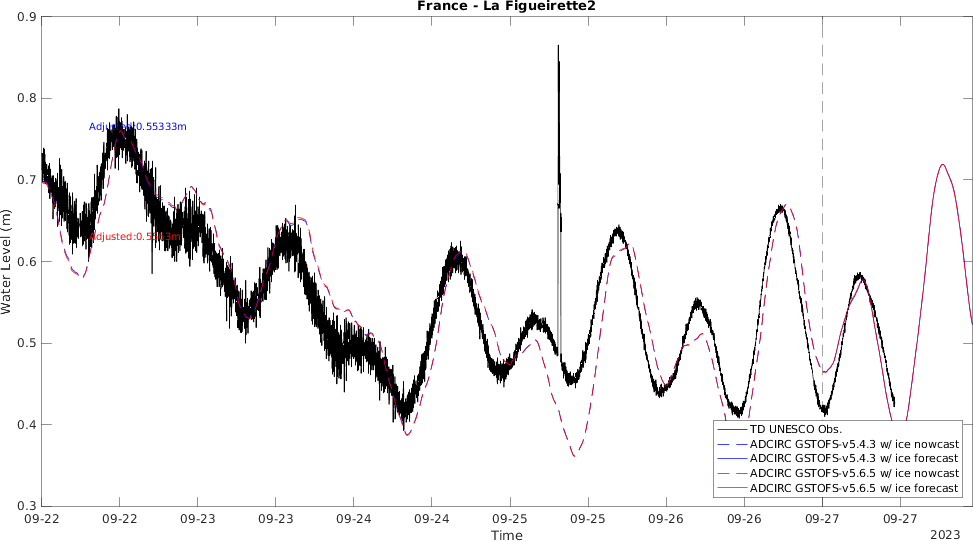 France - La Figueirette2
0.9
0.8
0.7
0.6
0.5
0.4
0.3
Water Level (m)
Adjusted:0.55333m
TD UNESCO Obs.
ADCIRC GSTOFS-v5.4.3 w/ ice nowcast
ADCIRC GSTOFS-v5.4.3 w/ ice forecast
ADCIRC GSTOFS-v5.6.5 w/ ice nowcast
ADCIRC GSTOFS-v5.6.5 w/ ice forecast
09-22 09-22 09-23 09-23 09-24 09-24 09-25 09-25 09-26 09-26 09-27 09-27
Time
2023